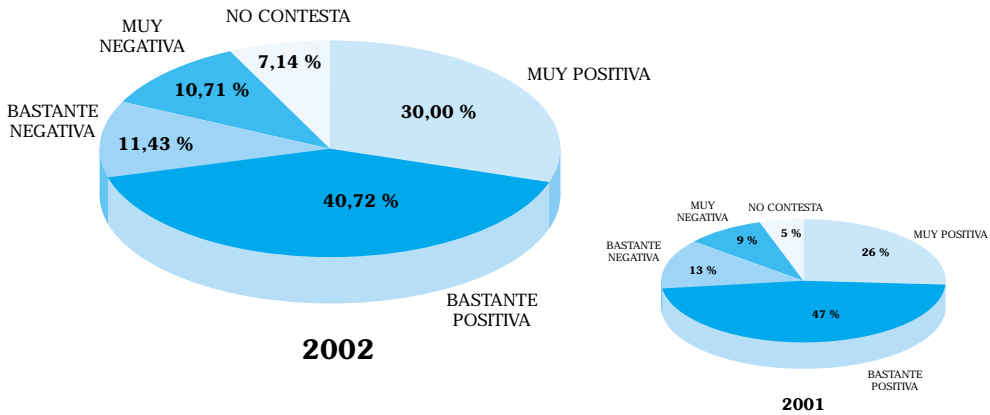 NO CONTESTA
MUY
NEGATIVA
7,14 %
MUY POSITIVA
10,71 %
30,00 %
BASTANTE
NEGATIVA
11,43 %
40,72 %
BASTANTE
POSITIVA
2002
MUY
NEGATIVA
NO CONTESTA
5 %
MUY POSITIVA
9 %
26 %
BASTANTE
NEGATIVA
13 %
47 %
BASTANTE
POSITIVA
2001